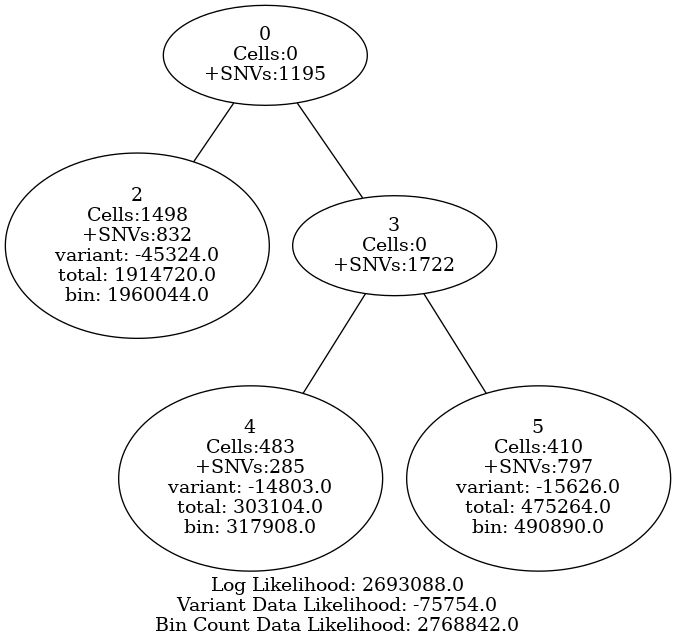 0
Cells:0
+SNVs:1195
2
Cells:1498
+SNVs:832
variant: -45324.0
total: 1914720.0
bin: 1960044.0
3
Cells:0
+SNVs:1722
4
Cells:483
+SNVs:285
variant: -14803.0
total: 303104.0
bin: 317908.0
5
Cells:410
+SNVs:797
variant: -15626.0
total: 475264.0
bin: 490890.0
Log Likelihood: 2693088.0
Variant Data Likelihood: -75754.0
Bin Count Data Likelihood: 2768842.0